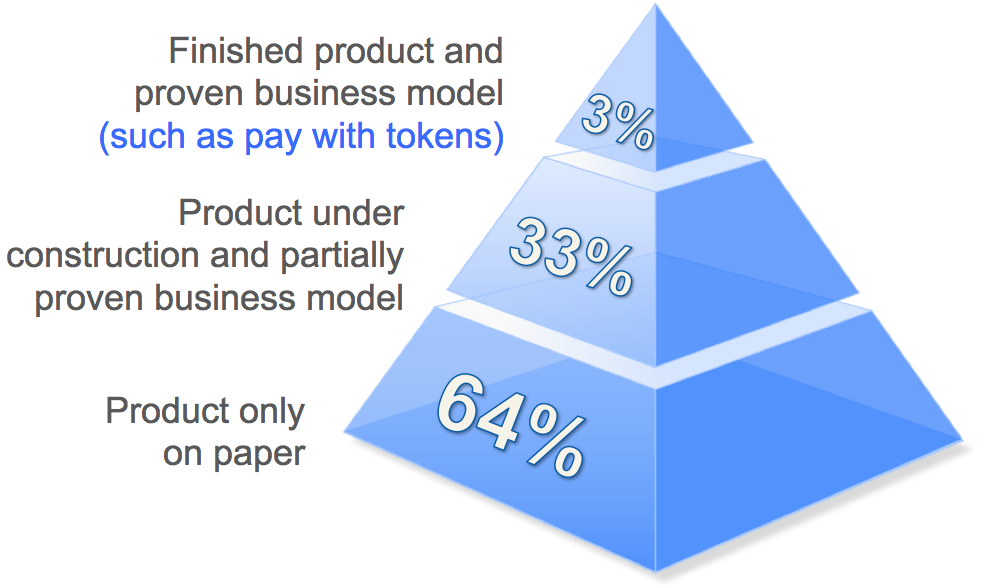 Finished product and
proven business model
(such as pay with tokens)
3%
Product under
construction and partially
proven business model
33%
Product only
on paper
64%